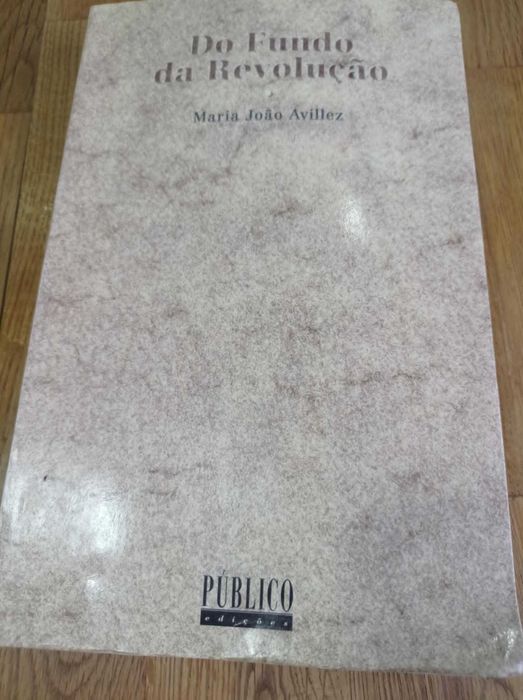 Do Fundo
da Revolução
Maria João Avillez
PÚBLICO
edições